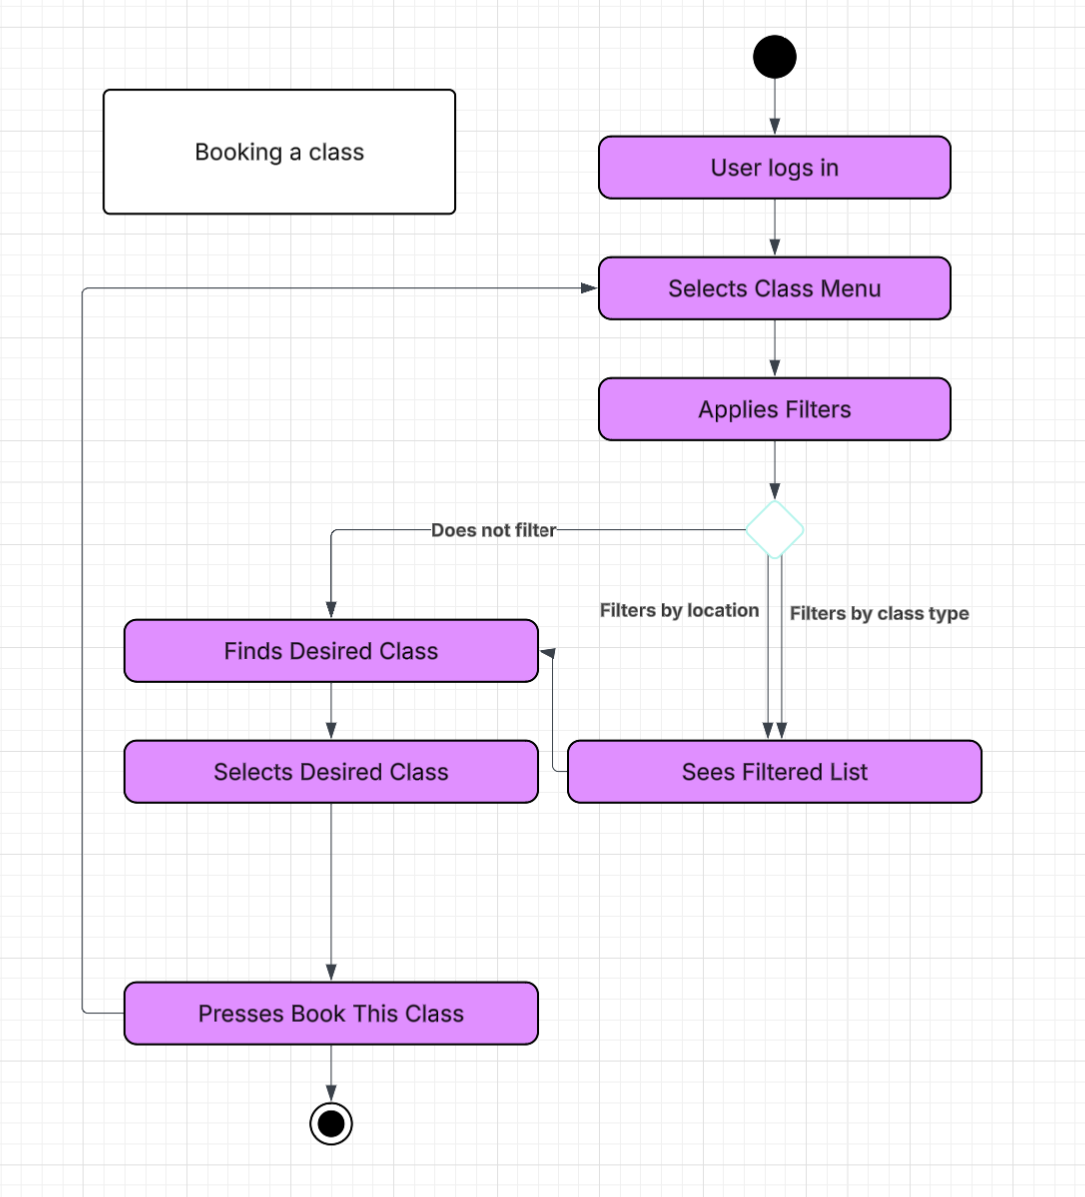 Booking a class
User logs in
Selects Class Menu
Applies Filters
Does not filter
Filters by location
Filters by class type
Finds Desired Class
Selects Desired Class
Sees Filtered List
Presses Book This Class